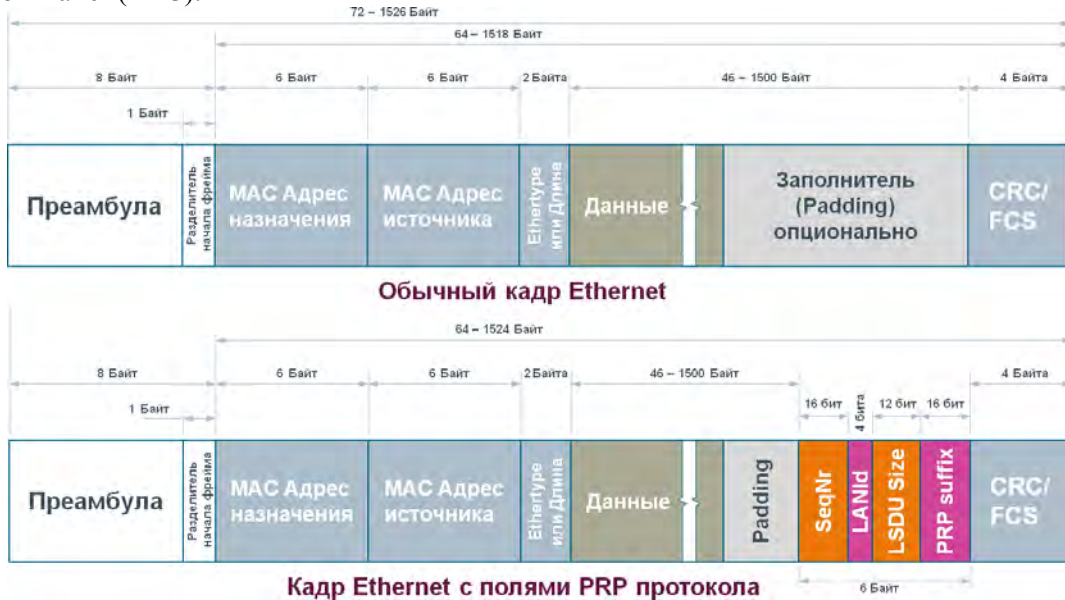 72 – 1526 Байт
64 – 1518 Байт
8 Байт
6 Байт
6 Байт
2 Байта
46 – 1500 Байт
4 Байта
1 Байт
Преамбула
Разделитель
начала фрейма
MAC Адрес
назначения
MAC Адрес
источника
Ethertype
или Длина
Данные
Заполнитель
(Padding)
опционально
CRC/
FCS
Обычный кадр Ethernet
64 – 1524 Байт
8 Байт
6 Байт
6 Байт
2 Байта
46 – 1500 Байт
4 Байта
1 Байт
16 бит
4 бита
12 бит
16 бит
Преамбула
Разделитель
начала фрейма
MAC Адрес
назначения
MAC Адрес
источника
Ethertype
или Длина
Данные
Padding
SeqNr
LANId
LSDU Size
PRP suffix
CRC/
FCS
Кадр Ethernet с полями PRP протокола
6 Байт